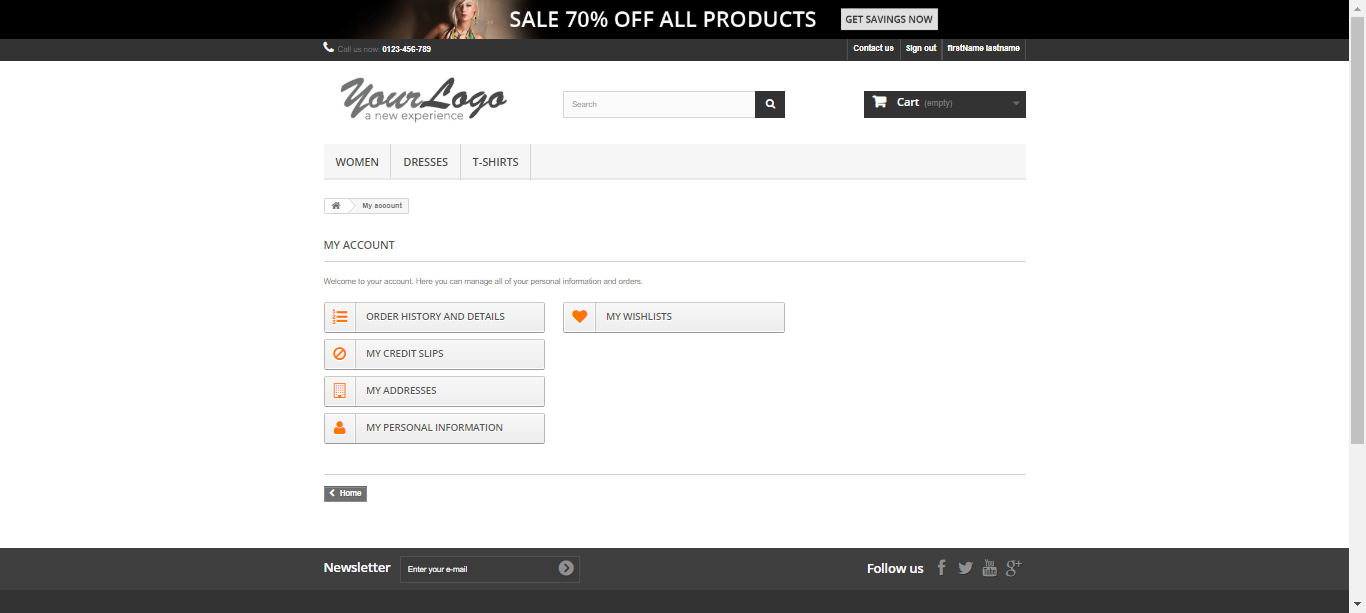 SALE 70% OFF ALL PRODUCTS GET SAVINGS NOW
Call us now: 0123-456-789 Contact us Sign out firstName lastname
YourLogo
a new experience
Search
Cart (empty)
WOMEN DRESSES T-SHIRTS
My account
MY ACCOUNT
Welcome to your account. Here you can manage all of your personal information and orders.
ORDER HISTORY AND DETAILS MY WISHLISTS
MY CREDIT SLIPS
MY ADDRESSES
MY PERSONAL INFORMATION
Home
Newsletter Enter your e-mail Follow us